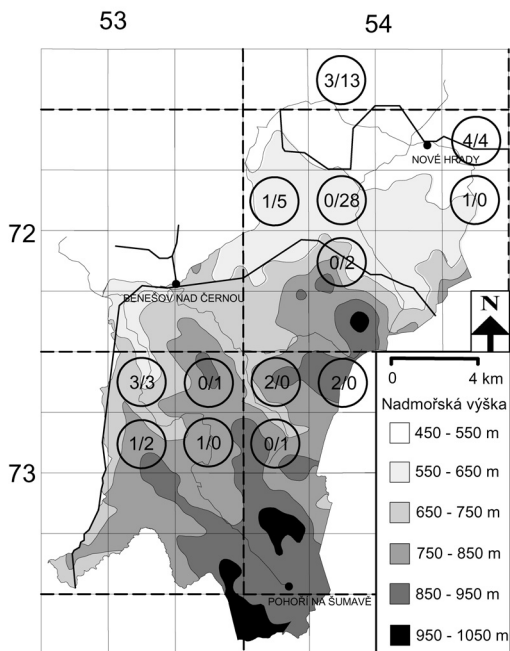 53 54
3/13
4/4
NOVÉ HRADY
1/5 0/28 1/0
72
0/2
BENEŠOV NAD ČERNOU
N
0 4 km
3/3 0/1 2/0 2/0
Nadmořská výška
450 - 550 m
1/2 1/0 0/1
550 - 650 m
73
650 - 750 m
750 - 850 m
850 - 950 m
POHOŘÍ NA ŠUMAVĚ
950 - 1050 m